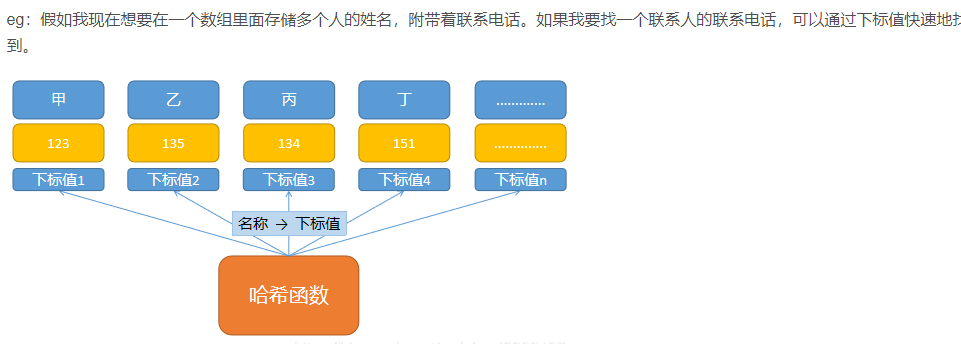 eg：假如我现在想要在一个数组里面存储多个人的姓名，附带着联系电话。如果我要找一个联系人的联系电话，可以通过下标值快速地找
到。
甲 乙 丙 丁 .............
123 135 134 151 ..............
下标值1 下标值2 下标值3 下标值4 下标值n
名称 → 下标值
哈希函数